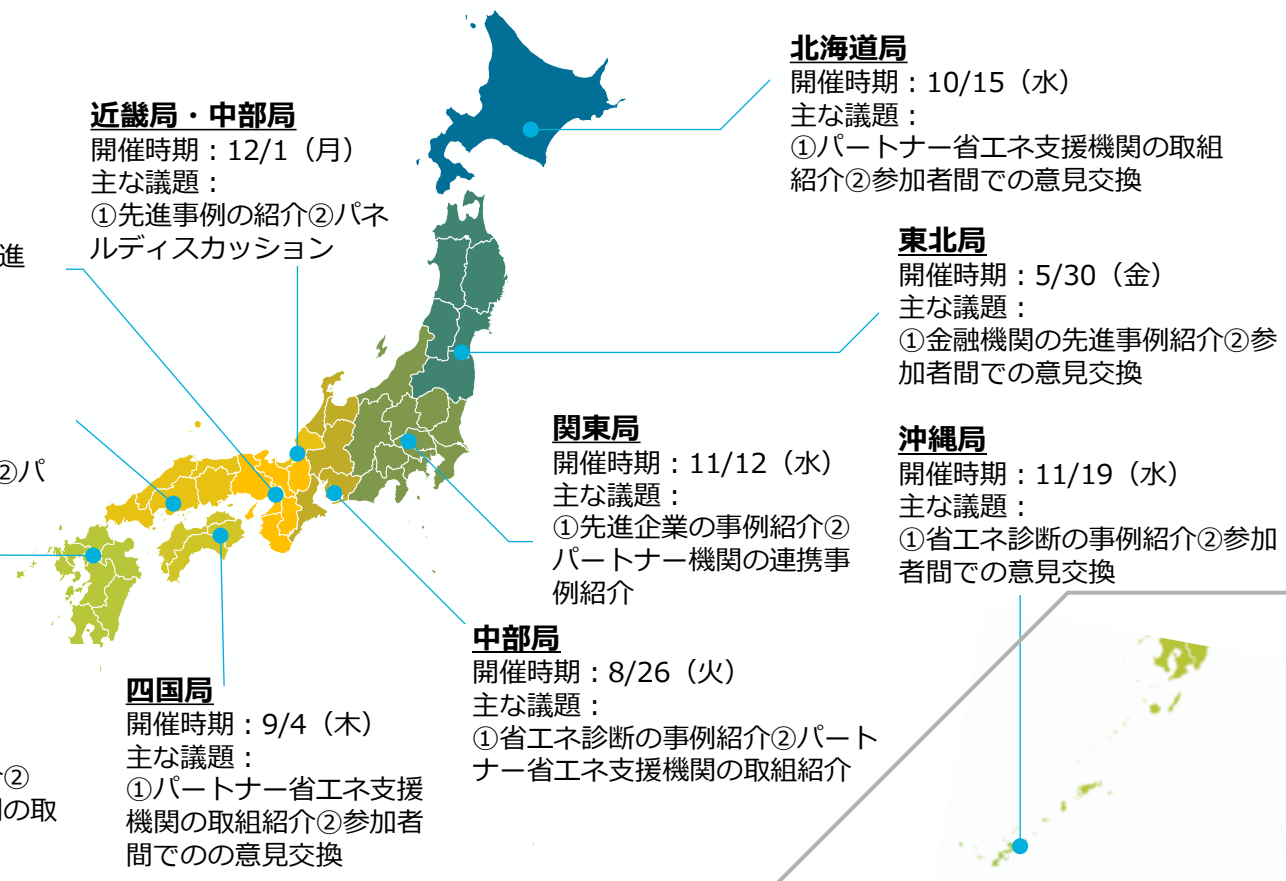 北海道局
開催時期：10/15（水）
主な議題：
①パートナー省エネ支援機関の取組
紹介②参加者間での意見交換
近畿局・中部局
開催時期：12/1（月）
主な議題：
①先進事例の紹介②パネ
ルディスカッション
進
東北局
開催時期：5/30（金）
主な議題：
①金融機関の先進事例紹介②参
加者間での意見交換
②パ
関東局
開催時期：11/12（水）
主な議題：
①先進企業の事例紹介②
パートナー機関の連携事
例紹介
沖縄局
開催時期：11/19（水）
主な議題：
①省エネ診断の事例紹介②参加
者間での意見交換
中部局
開催時期：8/26（火）
主な議題：
①省エネ診断の事例紹介②パート
ナー省エネ支援機関の取組紹介
四国局
開催時期：9/4（木）
主な議題：
①パートナー省エネ支援
機関の取組紹介②参加者
間でのの意見交換
②
の取